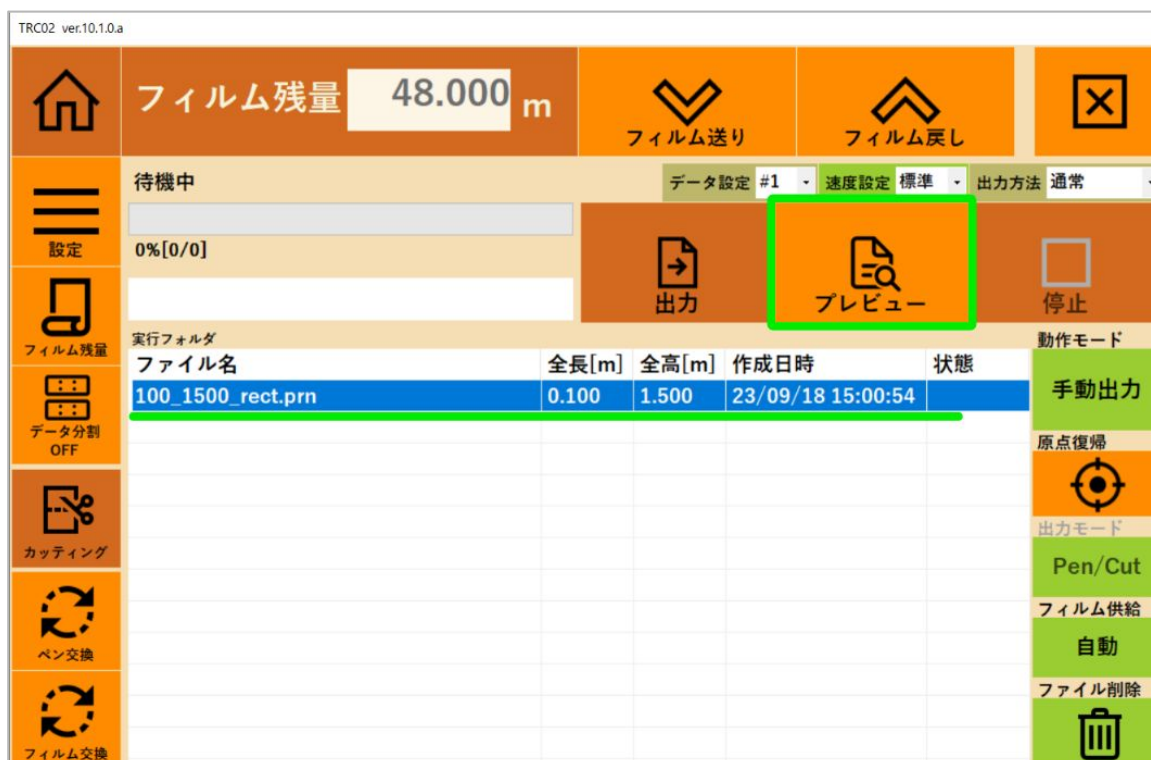 TRC02 ver.10.1.0.a
フィルム残量 48.000 m
フィルム送り
フィルム戻し
待機中
データ設定 #1 速度設定 標準 出力方法 通常
設定
0%[0/0]
出力
プレビュー
停止
フィルム残量
実行フォルダ
動作モード
ファイル名 全長[m] 全高[m] 作成日時 状態
100_1500_rect.prn 0.100 1.500 23/09/18 15:00:54
手動出力
データ分割
OFF
原点復帰
カッティング
出力モード
Pen/Cut
フィルム供給
自動
ペン交換
ファイル削除
フィルム交換